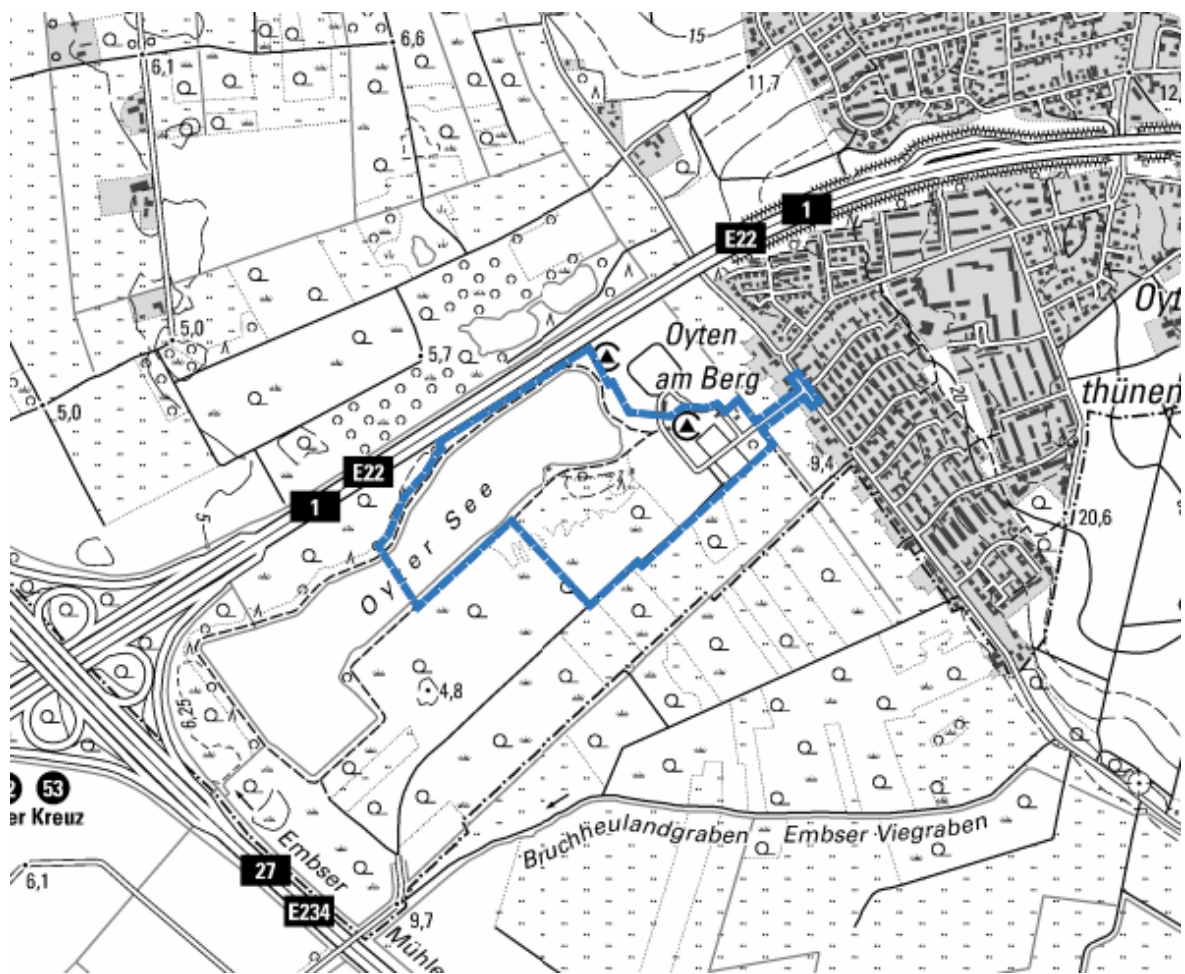 15
6,6
6,1
11,7
12,
1
E22
5,0
5,7
Oyten
am Berg
Oyt
5,0
20
thünen
E22
9,4
1
5
Oyter See
20,6
4,8
6,25
53
er Kreuz
Bruchheulandgraben
Embser Viegraben
27
Embser
6,1
E234
9,7
Mühle